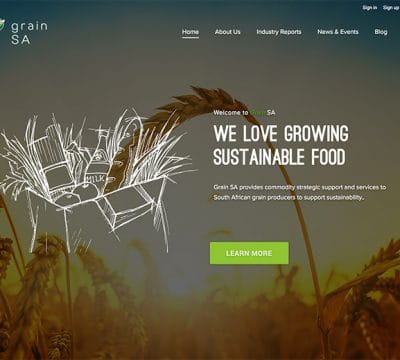 Sign in Sign up
grain
SA
Home About Us Industry Reports News & Events Blog
Welcome to Grain SA
WE LOVE GROWING
SUSTAINABLE FOOD
Grain SA provides commodity strategic support and services to
South African grain producers to support sustainability.
MILK
LEARN MORE